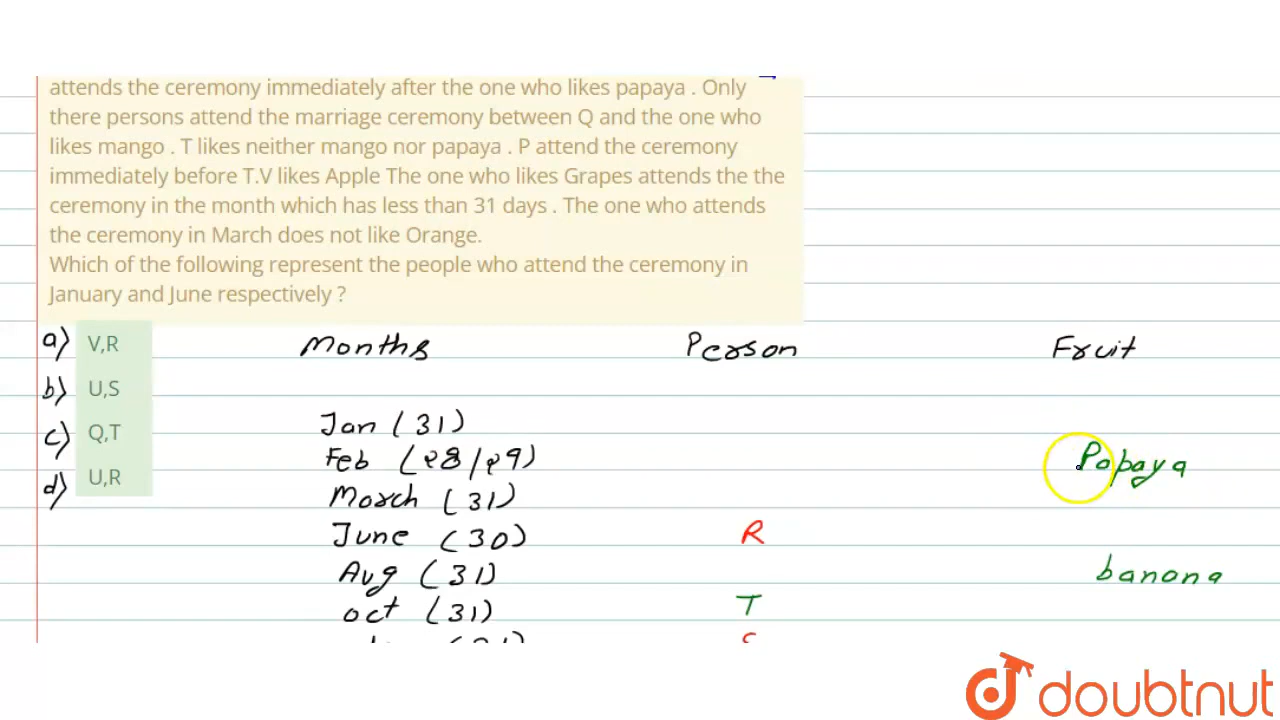 attends the ceremony immediately after the one who likes papaya . Only
there persons attend the marriage ceremony between Q and the one who
likes mango . T likes neither mango nor papaya . P attend the ceremony
immediately before T.V likes Apple The one who likes Grapes attends the the
ceremony in the month which has less than 31 days . The one who attends
the ceremony in March does not like Orange.
Which of the following represent the people who attend the ceremony in
January and June respectively ?
a) V,R
b) U,S
c) Q,T
d) U,R
Months Person Fruit
Jan (31)
Feb (28/29) Papaya
March (31)
June (30) R
Aug (31) banana
oct (31) T
doubtnut